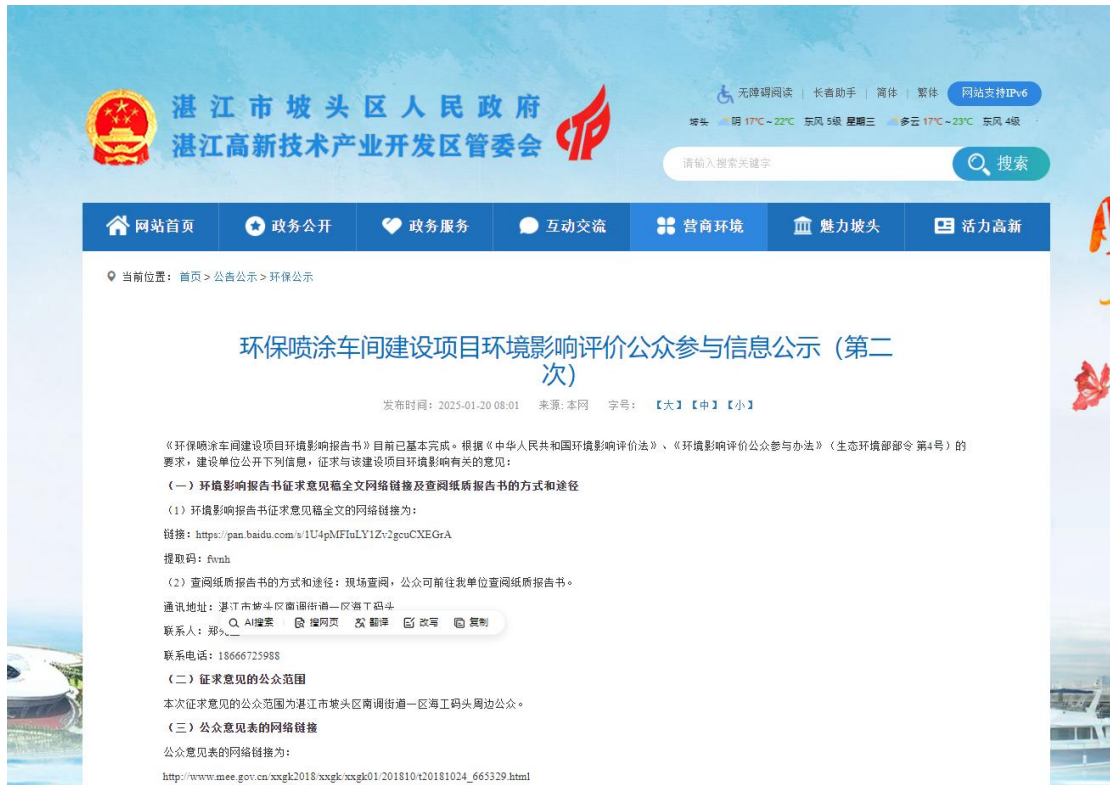 湛江市坡头区人民政府
湛江高新技术产业开发区管委会
无障碍阅读 | 长者助手 | 简体 | 繁体 网站支持IPv6
坡头 阴 17℃~22℃ 东风 5级 星期三 多云 17℃~23℃ 东风 4级
请输入搜索关键字 搜索
网站首页 政务公开 政务服务 互动交流 营商环境 魅力坡头 活力高新
当前位置: 首页 > 公告公示 > 环保公示
环保喷涂车间建设项目环境影响评价公众参与信息公示（第二
次）
发布时间：2025-01-20 08:01 来源: 本网 字号： 【大】【中】【小】
《环保喷涂车间建设项目环境影响报告书》目前已基本完成。根据《中华人民共和国环境影响评价法》、《环境影响评价公众参与办法》（生态环境部部令 第4号）的
要求，建设单位公开下列信息，征求与该建设项目环境影响有关的意见：
（一）环境影响报告书征求意见稿全文网络链接及查阅纸质报告书的方式和途径
（1）环境影响报告书征求意见稿全文的网络链接为：
链接：https://pan.baidu.com/s/1U4pMFIuLY1Zv2gcuCXEGrA
提取码：fwnh
（2）查阅纸质报告书的方式和途径：现场查阅，公众可前往我单位查阅纸质报告书。
通讯地址：湛江市坡头区南调街道一区海工码头
AI搜索 搜网页 翻译 改写 复制
联系人：郑
联系电话：18666725988
（二）征求意见的公众范围
本次征求意见的公众范围为湛江市坡头区南调街道一区海工码头周边公众。
（三）公众意见表的网络链接
公众意见表的网络链接为：
http://www.mee.gov.cn/xxgk2018/xxgk/xxgk01/201810/t20181024_665329.html